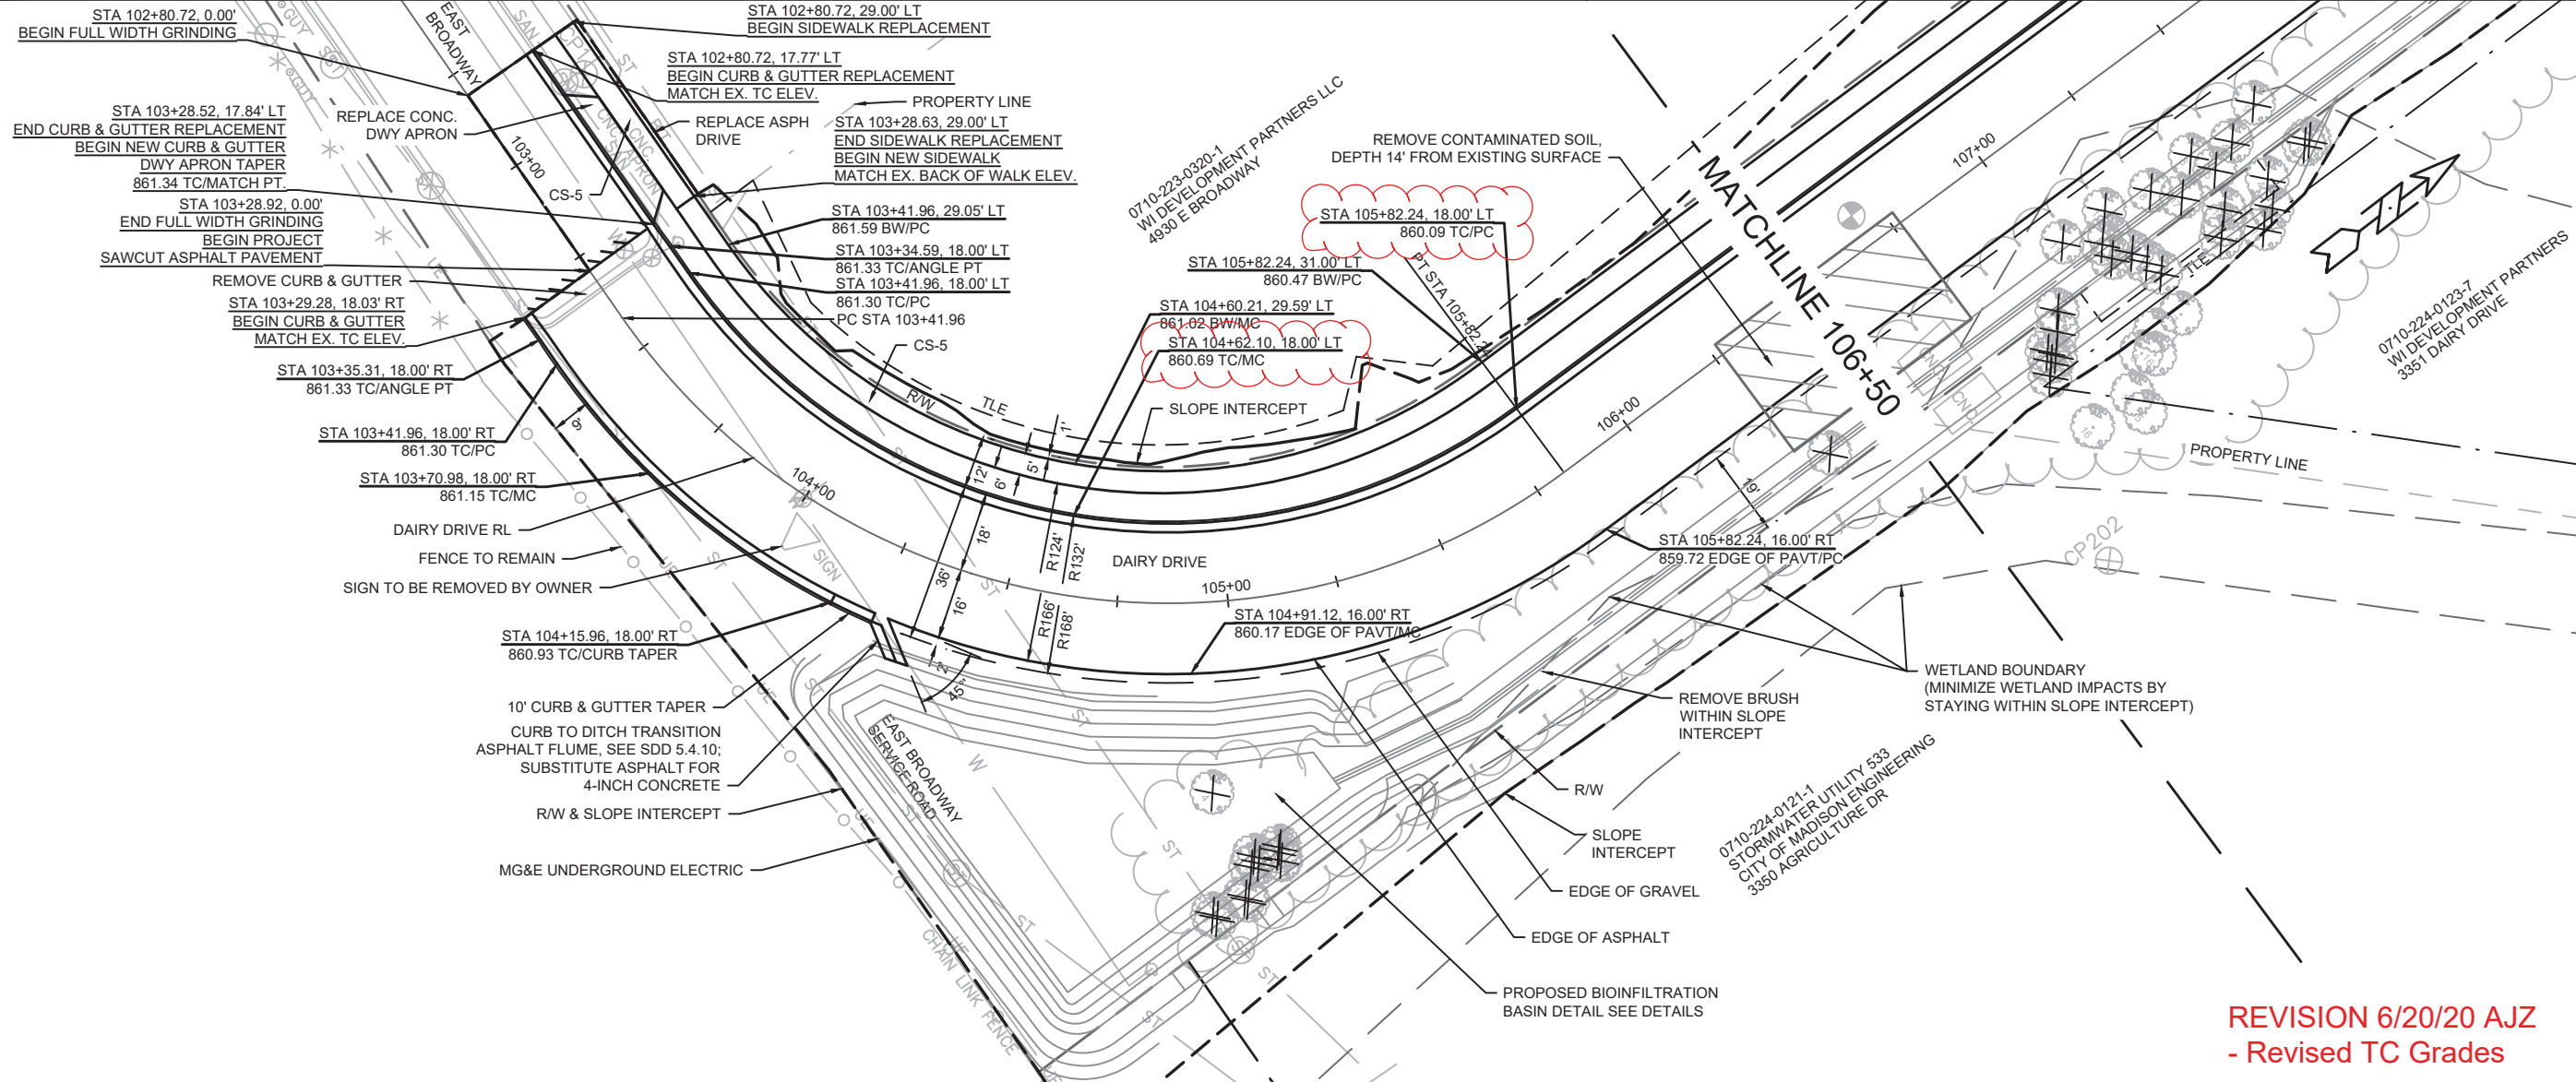 STA 102+80.72, 0.00'
BEGIN FULL WIDTH GRINDING
EAST
BROADWAY
STA 102+80.72, 29.00' LT
BEGIN SIDEWALK REPLACEMENT
STA 102+80.72, 17.77' LT
BEGIN CURB & GUTTER REPLACEMENT
MATCH EX. TC ELEV.
PROPERTY LINE
STA 103+28.52, 17.84' LT
END CURB & GUTTER REPLACEMENT
BEGIN NEW CURB & GUTTER
DWY APRON TAPER
861.34 TC/MATCH PT.
REPLACE CONC.
DWY APRON
REPLACE ASPH
DRIVE
STA 103+28.63, 29.00' LT
END SIDEWALK REPLACEMENT
BEGIN NEW SIDEWALK
MATCH EX. BACK OF WALK ELEV.
103+00
CS-5
STA 103+28.92, 0.00'
END FULL WIDTH GRINDING
BEGIN PROJECT
SAWCUT ASPHALT PAVEMENT
REMOVE CURB & GUTTER
STA 103+29.28, 18.03' RT
BEGIN CURB & GUTTER
MATCH EX. TC ELEV.
STA 103+35.31, 18.00' RT
861.33 TC/ANGLE PT
STA 103+41.96, 18.00' RT
861.30 TC/PC
STA 103+70.98, 18.00' RT
861.15 TC/MC
DAIRY DRIVE RL
FENCE TO REMAIN
SIGN TO BE REMOVED BY OWNER
STA 104+15.96, 18.00' RT
860.93 TC/CURB TAPER
10' CURB & GUTTER TAPER
CURB TO DITCH TRANSITION
ASPHALT FLUME, SEE SDD 5.4.10;
SUBSTITUTE ASPHALT FOR
4-INCH CONCRETE
R/W & SLOPE INTERCEPT
MG&E UNDERGROUND ELECTRIC
STA 103+41.96, 29.05' LT
861.59 BW/PC
STA 103+34.59, 18.00' LT
861.33 TC/ANGLE PT
STA 103+41.96, 18.00' LT
861.30 TC/PC
PC STA 103+41.96
CS-5
R/W
TLE
0710-223-0320-1
WI DEVELOPMENT PARTNERS LLC
4930 E BROADWAY
REMOVE CONTAMINATED SOIL,
DEPTH 14' FROM EXISTING SURFACE
STA 105+82.24, 18.00' LT
860.09 TC/PC
STA 105+82.24, 31.00' LT
860.47 BW/PC
PT STA 105+82.24
STA 104+60.21, 29.59' LT
861.02 BW/MC
STA 104+62.10, 18.00' LT
860.69 TC/MC
SLOPE INTERCEPT
MATCHLINE 106+50
107+00
106+00
104+00
105+00
9'
12'
6'
5'
1'
18'
36'
16'
2'
45°
R124'
R132'
R166'
R168'
DAIRY DRIVE
SIGN
STA 104+91.12, 16.00' RT
860.17 EDGE OF PAVT/MC
STA 105+82.24, 16.00' RT
859.72 EDGE OF PAVT/PC
19'
EAST BROADWAY
SERVICE ROAD
CHAIN LINK FENCE
TLE
CP202
PROPERTY LINE
0710-224-0123-7
WI DEVELOPMENT PARTNERS
3351 DAIRY DRIVE
WETLAND BOUNDARY
(MINIMIZE WETLAND IMPACTS BY
STAYING WITHIN SLOPE INTERCEPT)
REMOVE BRUSH
WITHIN SLOPE
INTERCEPT
R/W
0710-224-0121-1
STORMWATER UTILITY 533
CITY OF MADISON ENGINEERING
3350 AGRICULTURE DR
SLOPE
INTERCEPT
EDGE OF GRAVEL
EDGE OF ASPHALT
PROPOSED BIOINFILTRATION
BASIN DETAIL SEE DETAILS
REVISION 6/20/20 AJZ
- Revised TC Grades